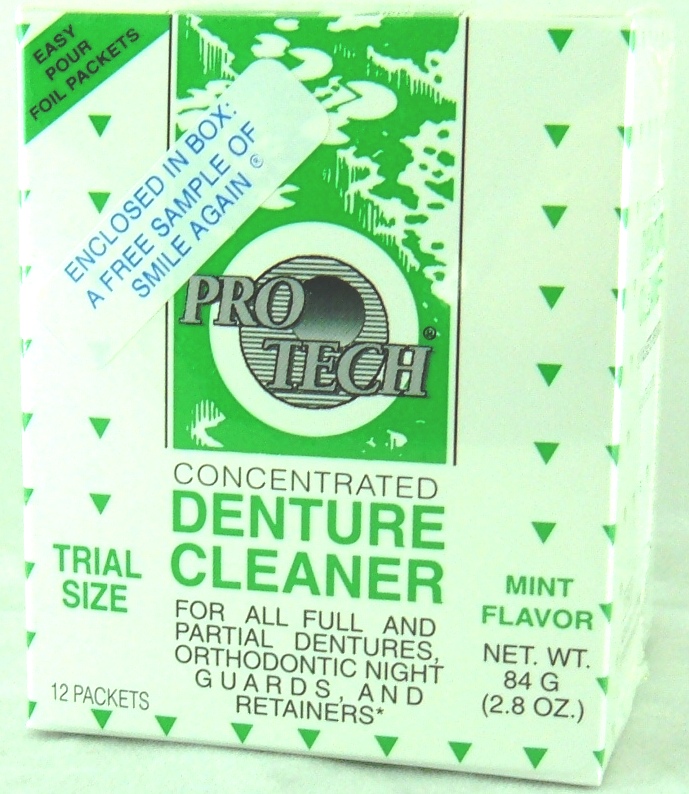 EASY
POUR
FOIL PACKETS
ENCLOSED IN BOX:
A FREE SAMPLE OF
SMILE AGAIN ®
PRO
TECH ®
CONCENTRATED
DENTURE
CLEANER
TRIAL
SIZE
FOR ALL FULL AND
PARTIAL DENTURES,
ORTHODONTIC NIGHT
GUARDS, AND
RETAINERS*
12 PACKETS
MINT
FLAVOR
NET. WT.
84 G
(2.8 OZ.)